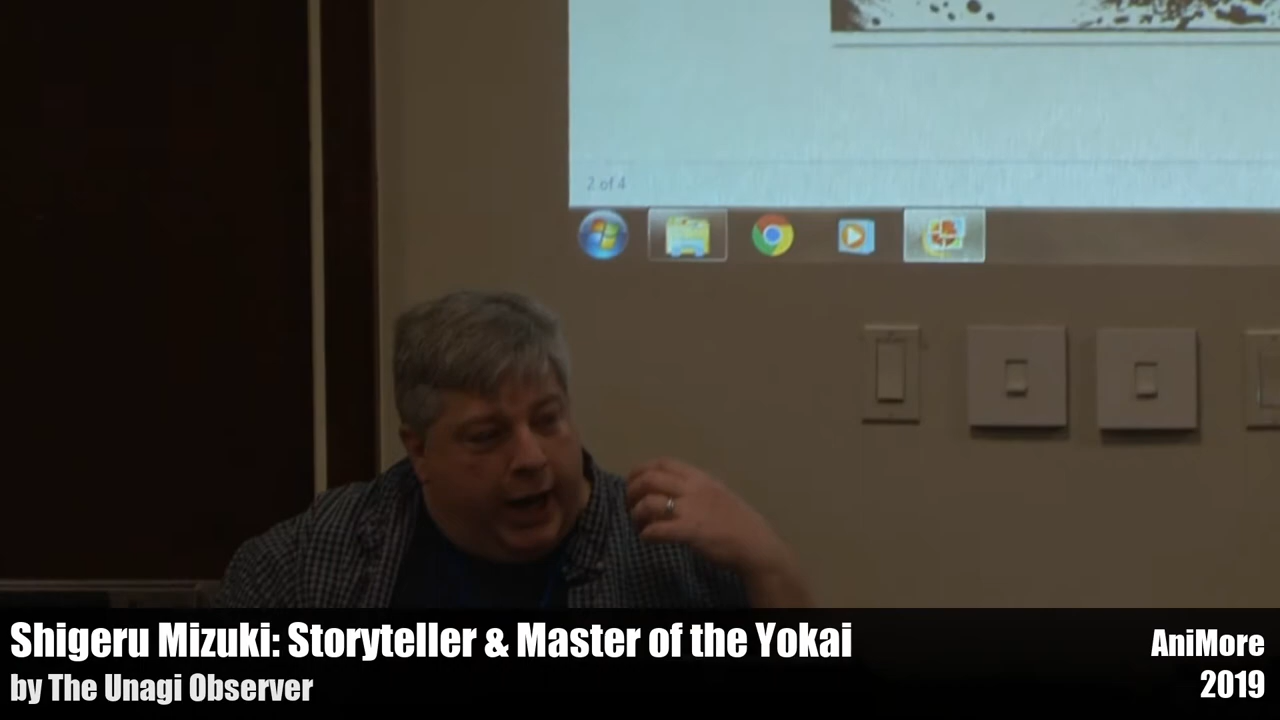 2 of 4
Shigeru Mizuki: Storyteller & Master of the Yokai
by The Unagi Observer
AniMore
2019